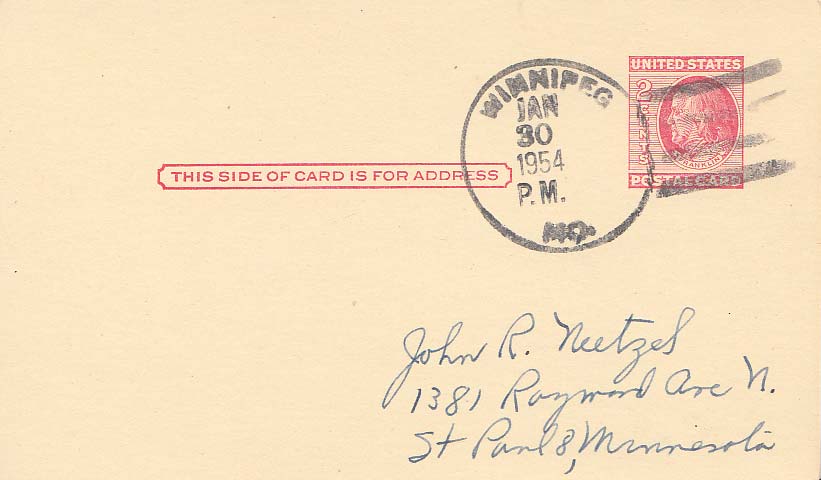 UNITED STATES
2 CENTS
FRANKLIN
POSTAL CARD
WINNIPEG
JAN
30
1954
P.M.
MO.
THIS SIDE OF CARD IS FOR ADDRESS
John R. Neetzel
1381 Raymond Ave N.
St Paul 8, Minnesota